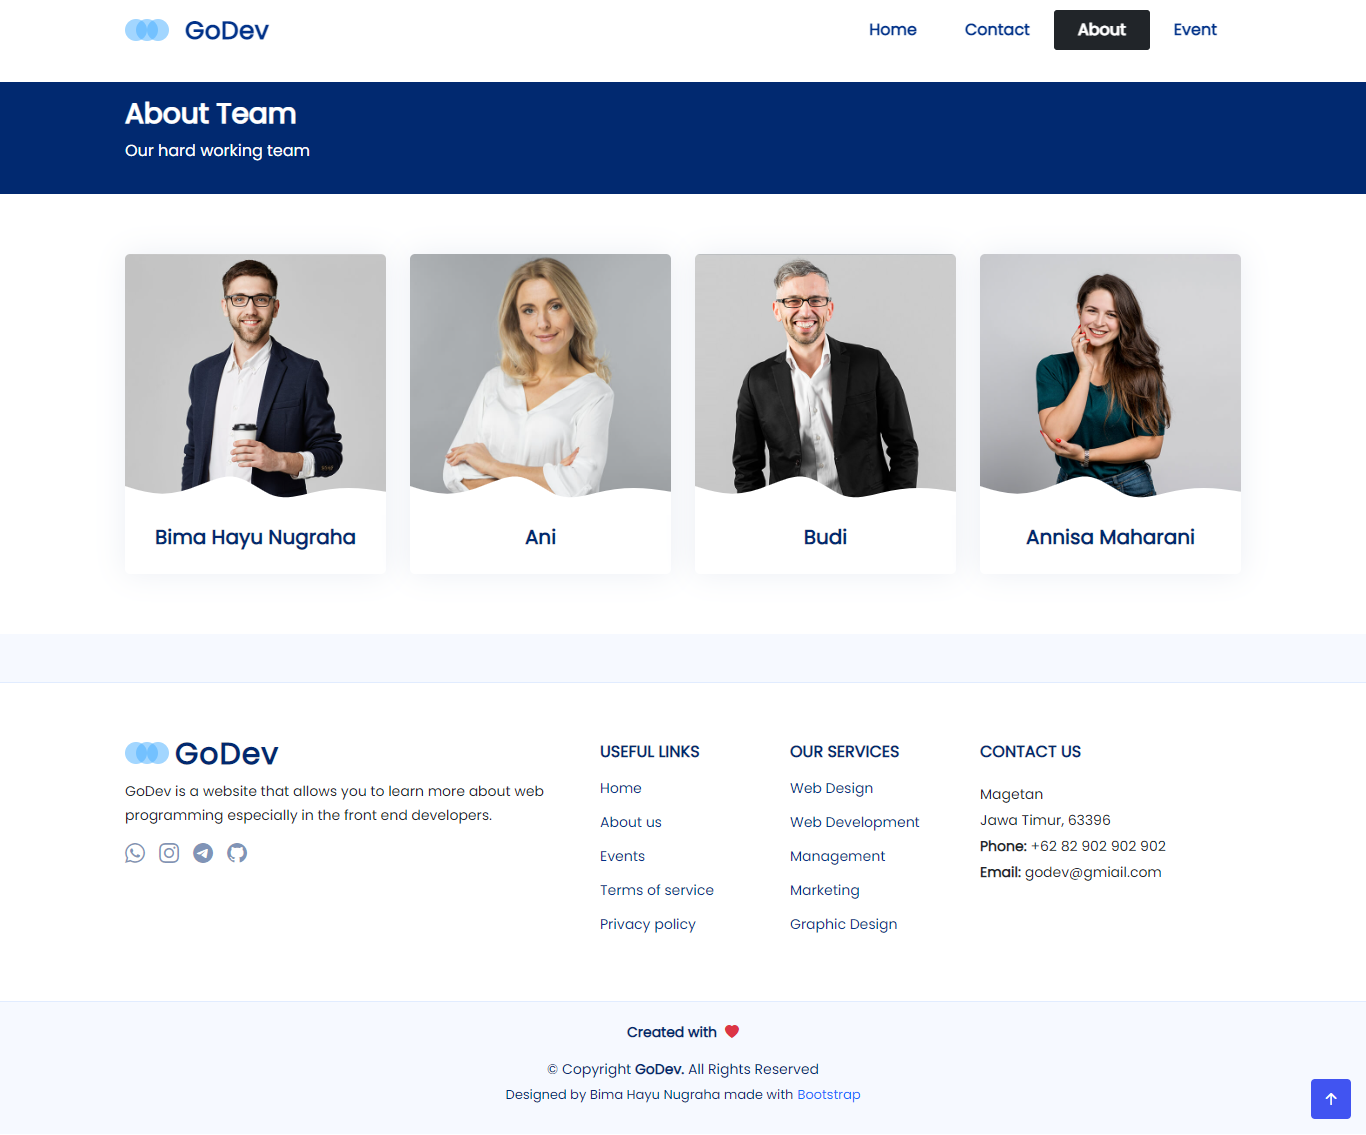 GoDev
Home
Contact
About
Event
About Team
Our hard working team
Bima Hayu Nugraha
Ani
Budi
Annisa Maharani
GoDev
GoDev is a website that allows you to learn more about web
programming especially in the front end developers.
USEFUL LINKS
Home
About us
Events
Terms of service
Privacy policy
OUR SERVICES
Web Design
Web Development
Management
Marketing
Graphic Design
CONTACT US
Magetan
Jawa Timur, 63396
Phone: +62 82 902 902 902
Email: godev@gmiail.com
Created with
© Copyright GoDev. All Rights Reserved
Designed by Bima Hayu Nugraha made with Bootstrap